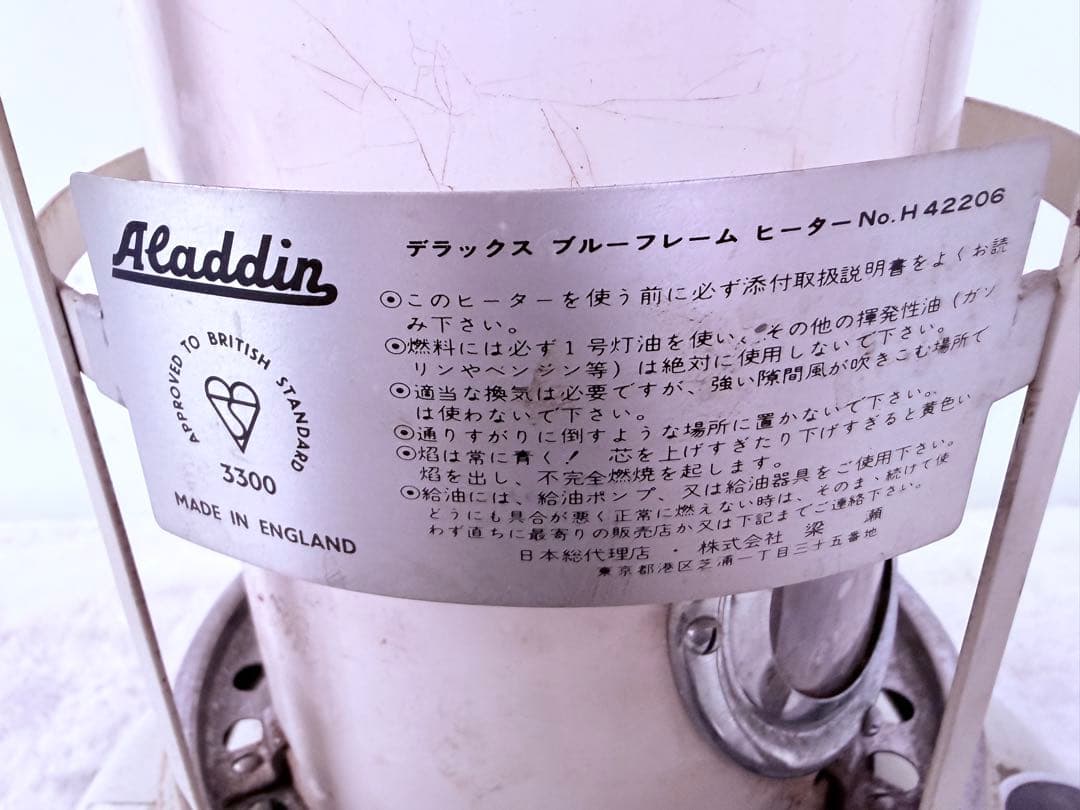 Aladdin
APPROVED TO BRITISH STANDARD
3300
MADE IN ENGLAND
デラックス ブルーフレーム ヒーター No.H 42206
⦿このヒーターを使う前に必ず添付取扱説明書をよくお読
み下さい。
⦿燃料には必ず1号灯油を使い、その他の揮発性油(ガソ
リンやベンジン等)は絶対に使用しないで下さい。
⦿適当な換気は必要ですが、強い隙間風が吹きこむ場所で
は使わないで下さい。
⦿通りすがりに倒すような場所に置かないで下さい。
⦿焰は常に青く! 芯を上げすぎたり下げすぎると黄色い
焰を出し、不完全燃焼を起します。
⦿給油には、給油ポンプ、又は給油器具をご使用下さい。
どうにも具合が悪く正常に燃えない時は、そのまゝ続けて使
わず直ちに最寄りの販売店か又は下記までご連絡下さい。
日本総代理店・株式会社 梁瀬
東京都港区芝浦一丁目三十五番地